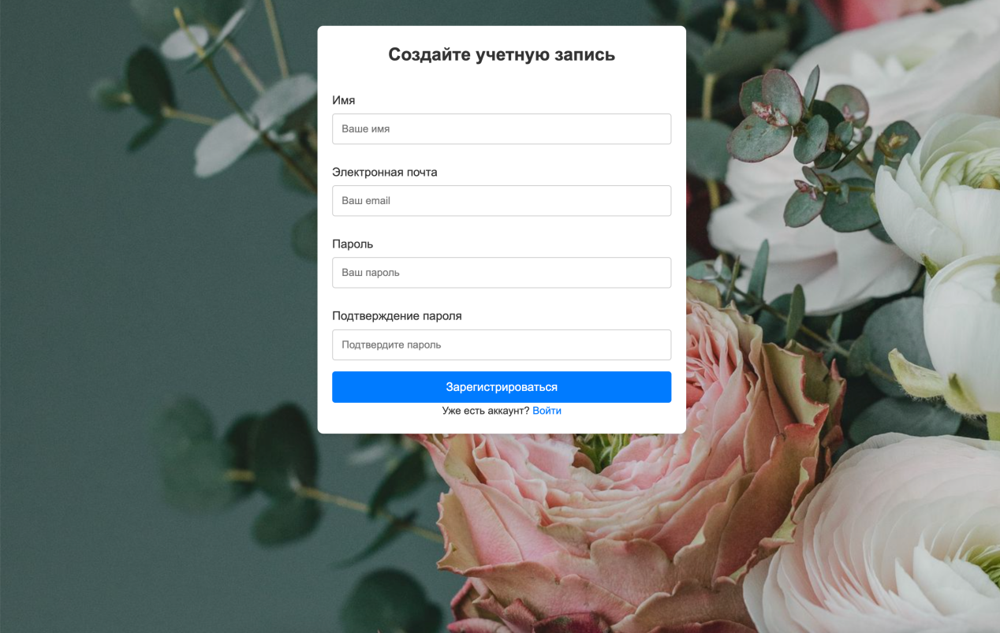 Создайте учетную запись
Имя
Ваше имя
Электронная почта
Ваш email
Пароль
Ваш пароль
Подтверждение пароля
Подтвердите пароль
Зарегистрироваться
Уже есть аккаунт? Войти